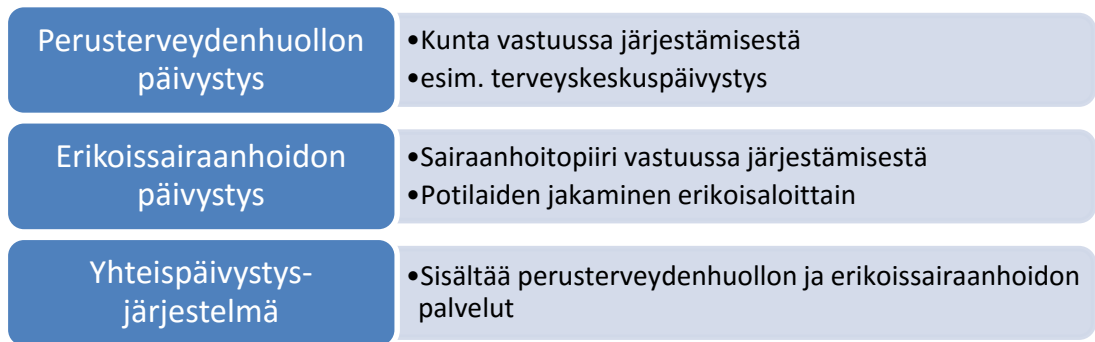 Perusterveydenhuollon
päivystys
•Kunta vastuussa järjestämisestä
•esim. terveyskeskuspäivystys
Erikoissairaanhoidon
päivystys
•Sairaanhoitopiiri vastuussa järjestämisestä
•Potilaiden jakaminen erikoisaloittain
Yhteispäivystys-
järjestelmä
•Sisältää perusterveydenhuollon ja erikoissairaanhoidon
palvelut